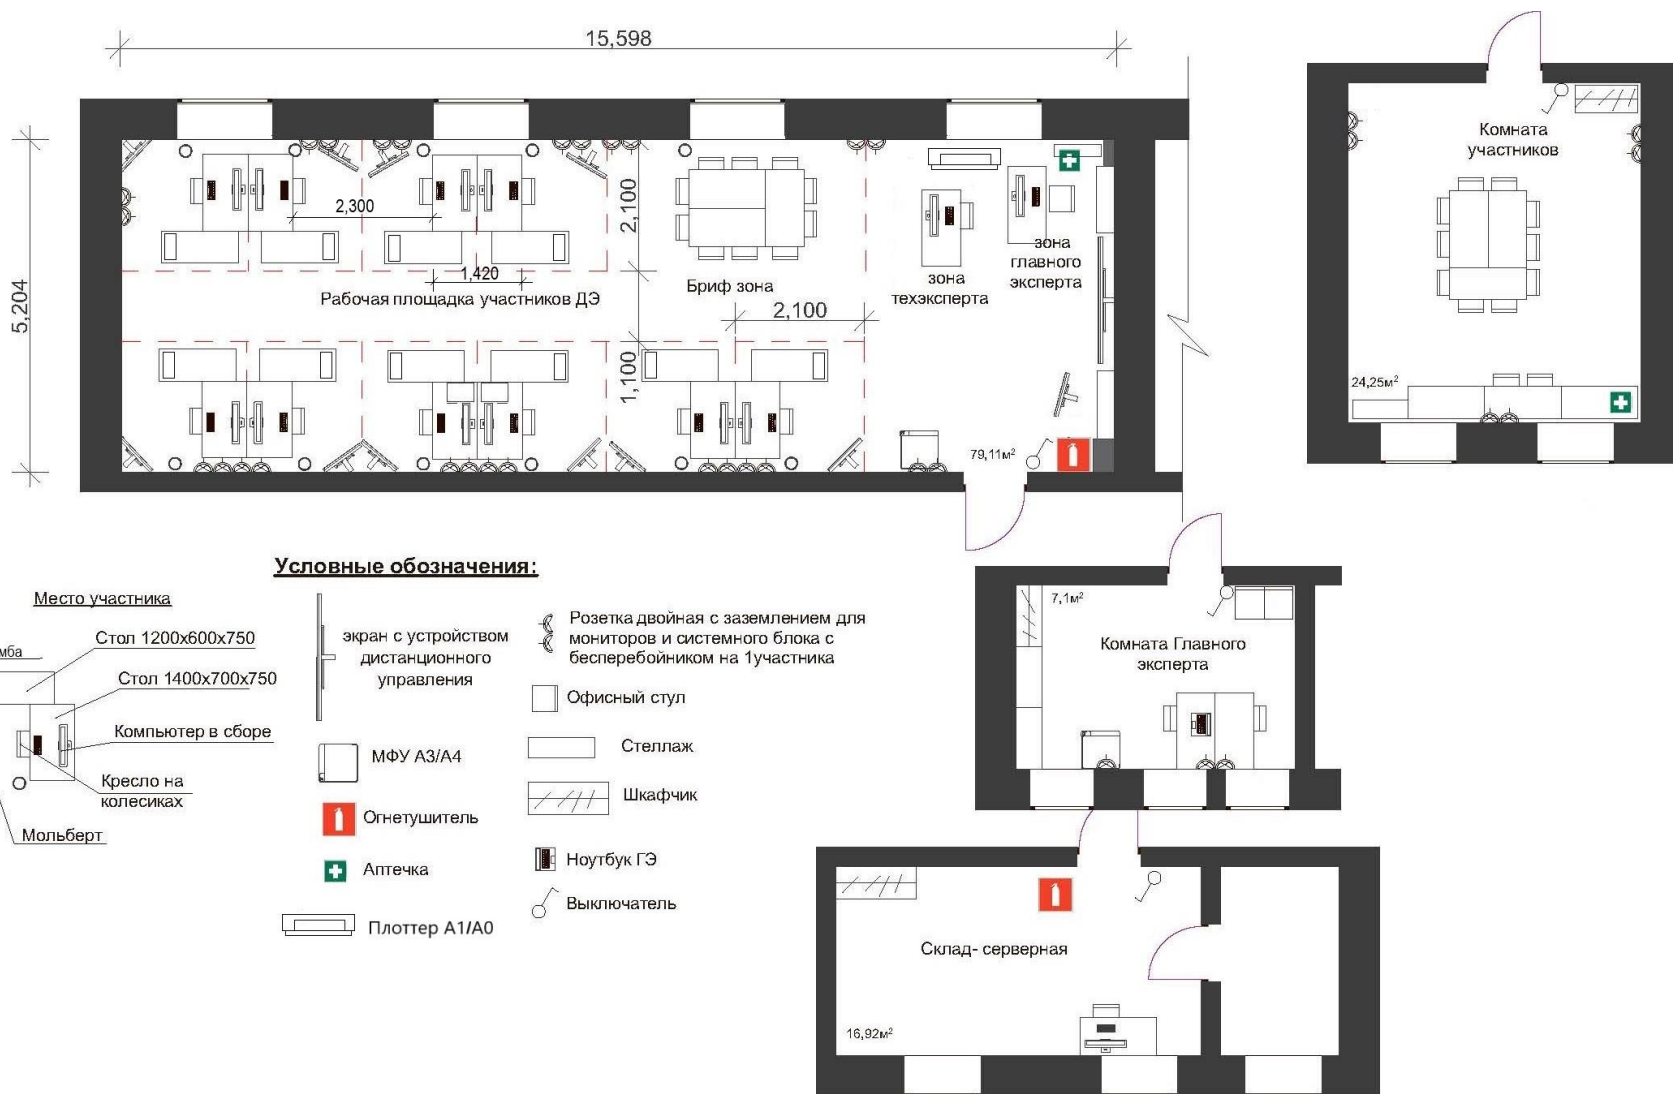 15,598
5,204
2,300
1,420
2,100
1,100
2,100
Рабочая площадка участников ДЭ
Бриф зона
зона
техэксперта
зона
главного
эксперта
79,11м²
Комната
участников
24,25м²
7,1м²
Комната Главного
эксперта
Склад- серверная
16,92м²
Условные обозначения:
Место участника
мба
Стол 1200х600х750
Стол 1400х700х750
Компьютер в сборе
Кресло на
колесиках
Мольберт
экран с устройством
дистанционного
управления
МФУ А3/А4
Огнетушитель
Аптечка
Плоттер А1/А0
Розетка двойная с заземлением для
мониторов и системного блока с
бесперебойником на 1участника
Офисный стул
Стеллаж
Шкафчик
Ноутбук ГЭ
Выключатель